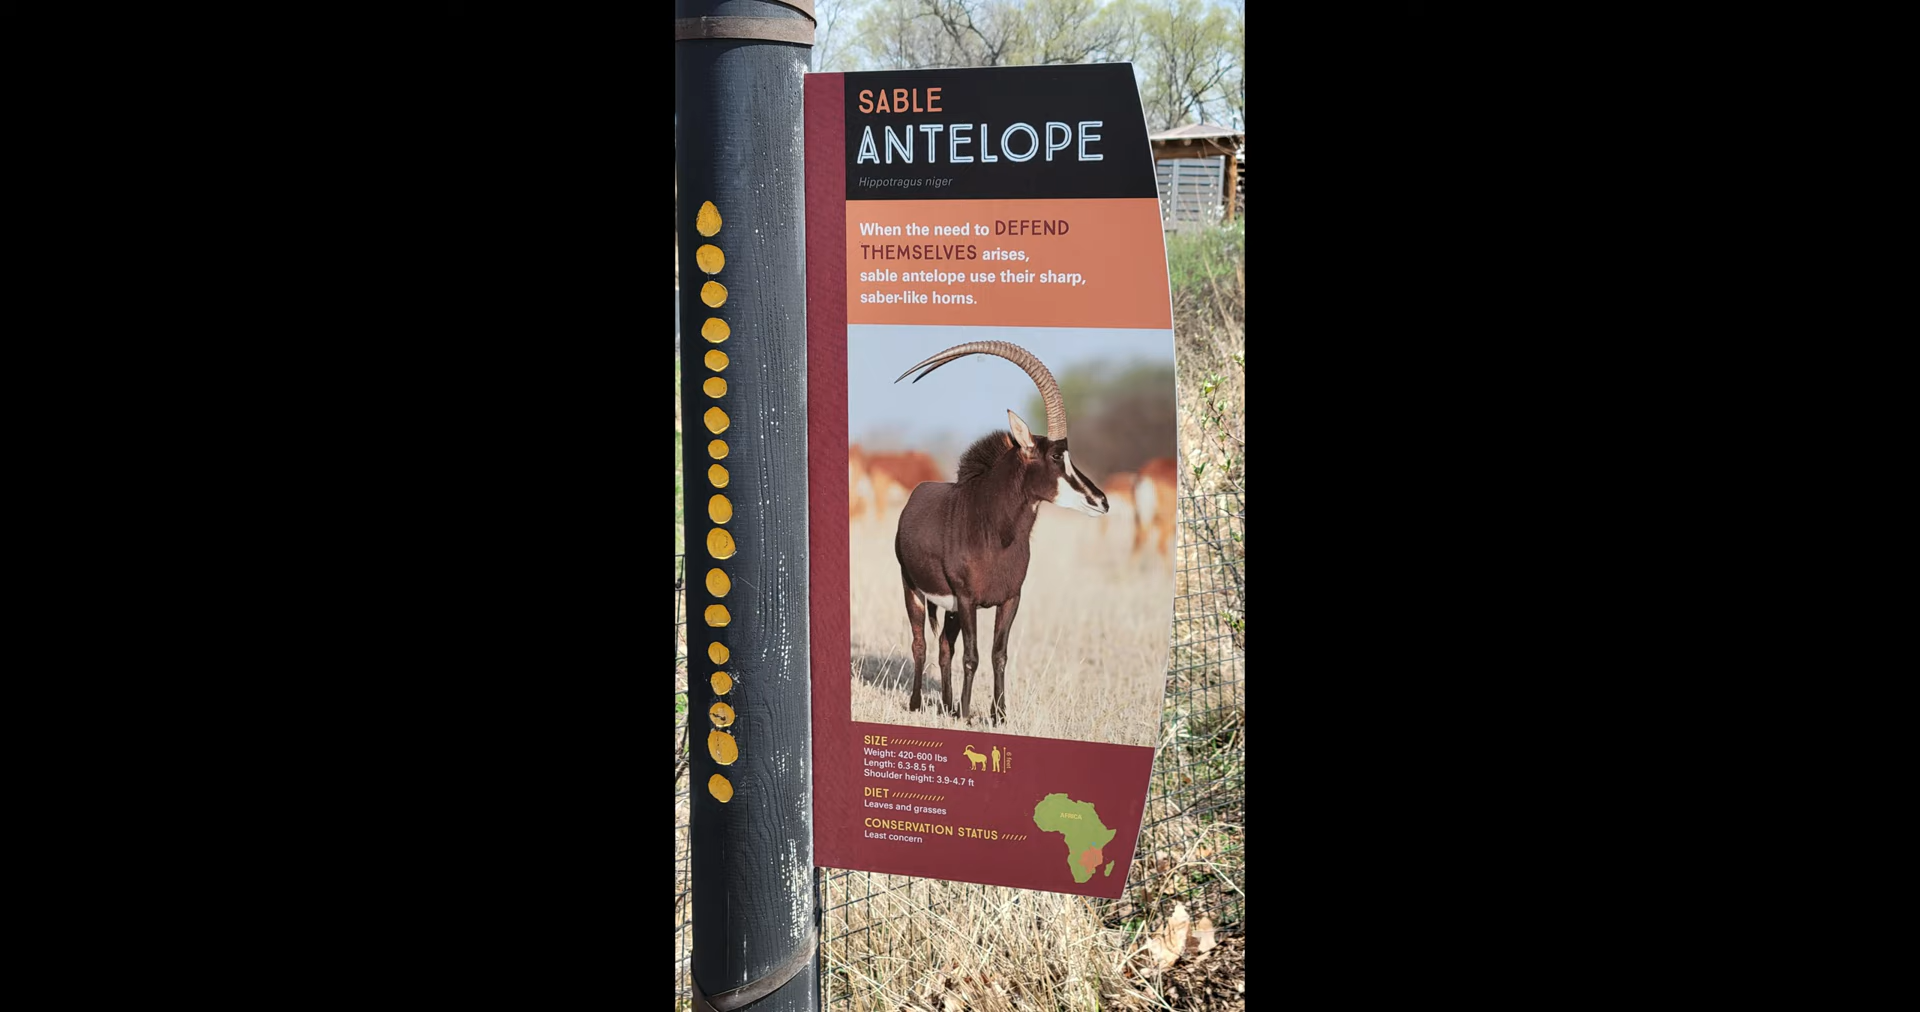 SABLE
ANTELOPE
Hippotragus niger
When the need to DEFEND
THEMSELVES arises,
sable antelope use their sharp,
saber-like horns.
SIZE
Weight: 420-600 lbs
Length: 6.3-8.5 ft
Shoulder height: 3.9-4.7 ft
6 feet
DIET
Leaves and grasses
CONSERVATION STATUS
Least concern
AFRICA